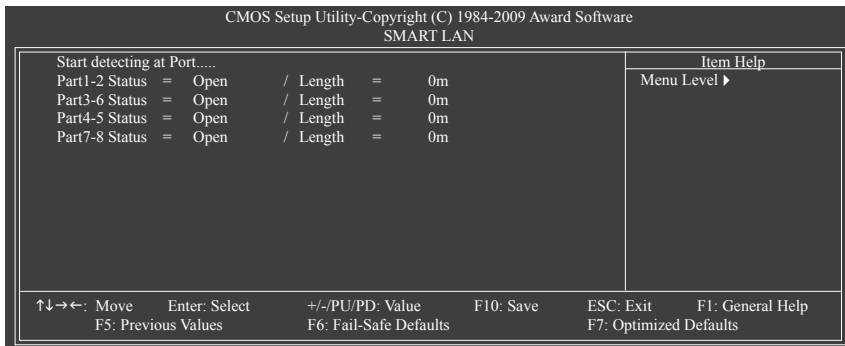 CMOS Setup Utility-Copyright (C) 1984-2009 Award Software
SMART LAN
Start detecting at Port.....
Part1-2 Status = Open / Length = 0m
Part3-6 Status = Open / Length = 0m
Part4-5 Status = Open / Length = 0m
Part7-8 Status = Open / Length = 0m
Item Help
Menu Level ▶
↑↓→←: Move Enter: Select +/-/PU/PD: Value F10: Save ESC: Exit F1: General Help
F5: Previous Values F6: Fail-Safe Defaults F7: Optimized Defaults